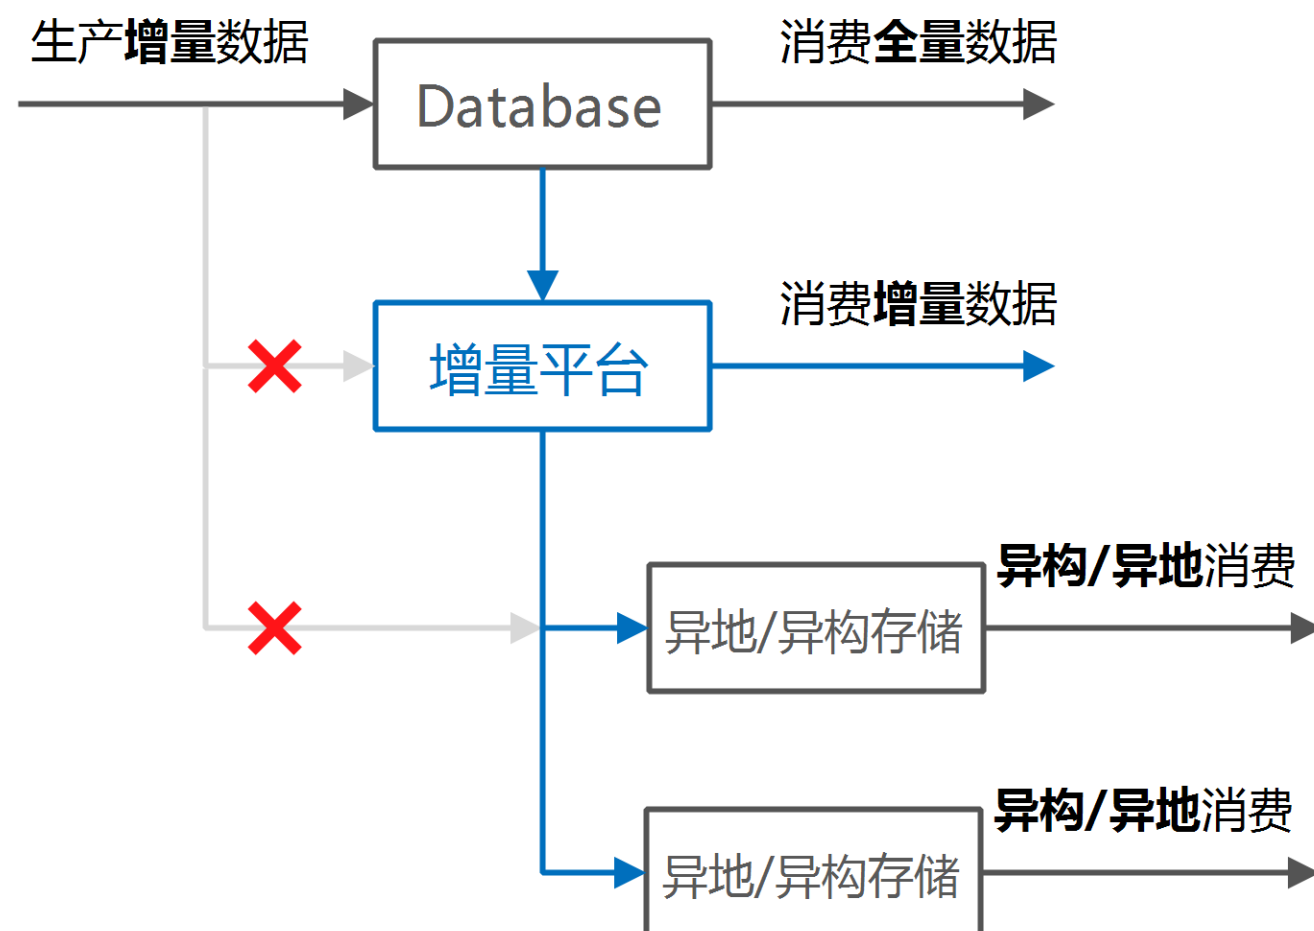 生产增量数据
消费全量数据
Database
消费增量数据
增量平台
异构/异地消费
异地/异构存储
异构/异地消费
异地/异构存储